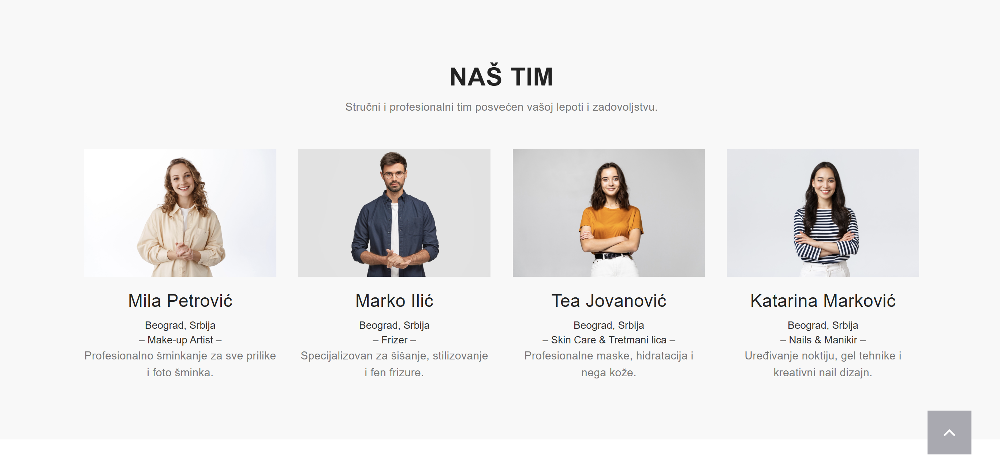 NAŠ TIM
Stručni i profesionalni tim posvećen vašoj lepoti i zadovoljstvu.
Mila Petrović
Beograd, Srbija
– Make-up Artist –
Profesionalno šminkanje za sve prilike
i foto šminka.
Marko Ilić
Beograd, Srbija
– Frizer –
Specijalizovan za šišanje, stilizovanje
i fen frizure.
Tea Jovanović
Beograd, Srbija
– Skin Care & Tretmani lica –
Profesionalne maske, hidratacija i
nega kože.
Katarina Marković
Beograd, Srbija
– Nails & Manikir –
Uređivanje noktiju, gel tehnike i
kreativni nail dizajn.